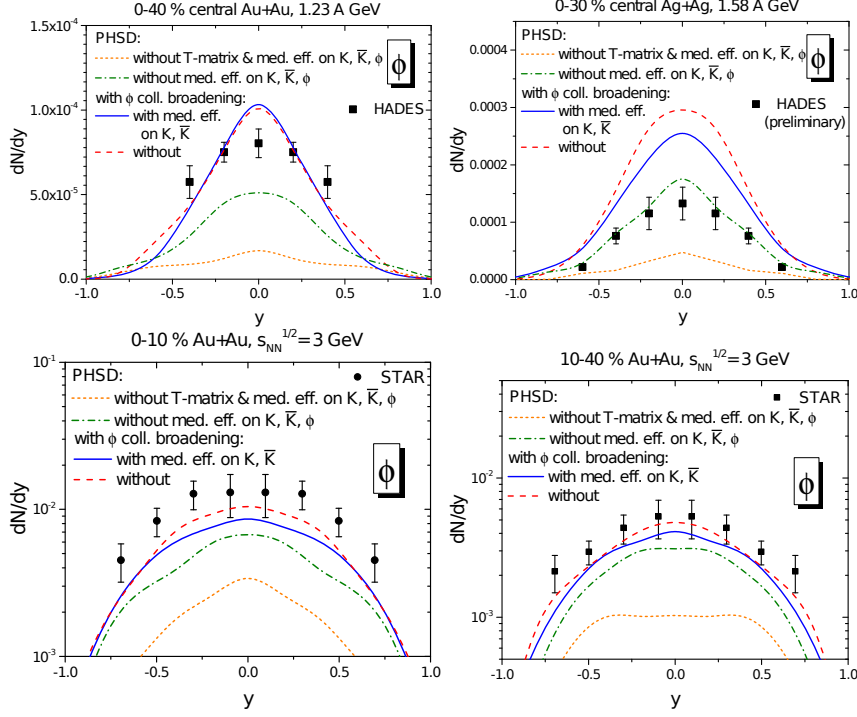 0-40 % central Au+Au, 1.23 A GeV
1.5x10⁻⁴
1.0x10⁻⁴
5.0x10⁻⁵
0.0
dN/dy
PHSD:
without T-matrix & med. eff. on K, K̅, ϕ
without med. eff. on K, K̅, ϕ
with ϕ coll. broadening:
with med. eff.
on K, K̅
without
ϕ
HADES
-1.0 -0.5 0.0 0.5 1.0
y
0-30 % central Ag+Ag, 1.58 A GeV
0.0004
0.0003
0.0002
0.0001
0.0000
dN/dy
PHSD:
without T-matrix & med. eff. on K, K̅, ϕ
without med. eff. on K, K̅, ϕ
with ϕ coll. broadening:
with med. eff.
on K, K̅
without
ϕ
HADES
(preliminary)
-1.0 -0.5 0.0 0.5 1.0
y
0-10 % Au+Au, s_NN^1/2=3 GeV
10⁻¹
10⁻²
10⁻³
dN/dy
PHSD:
STAR
without T-matrix & med. eff. on K, K̅, ϕ
without med. eff. on K, K̅, ϕ
with ϕ coll. broadening:
with med. eff. on K, K̅
without
ϕ
-1.0 -0.5 0.0 0.5 1.0
y
10-40 % Au+Au, s_NN^1/2=3 GeV
10⁻²
10⁻³
dN/dy
PHSD:
STAR
without T-matrix & med. eff. on K, K̅, ϕ
without med. eff. on K, K̅, ϕ
with ϕ coll. broadening:
with med. eff. on K, K̅
without
ϕ
-1.0 -0.5 0.0 0.5 1.0
y